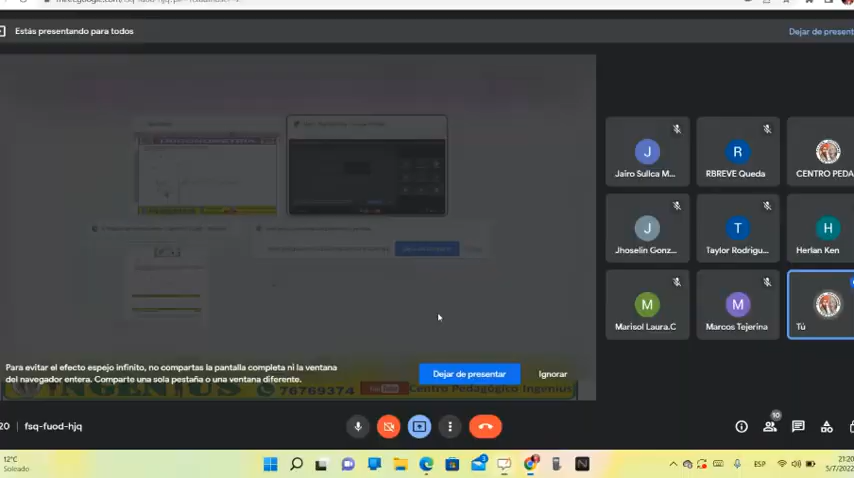 Estás presentando para todos
Dejar de present
J
Jairo Sullca M...
R
RBREVE Queda
CENTRO PEDA
J
Jhoselin Gonz...
T
Taylor Rodrigu...
H
Herlan Ken
M
Marisol Laura.C
M
Marcos Tejerina
Tú
Para evitar el efecto espejo infinito, no compartas la pantalla completa ni la ventana
del navegador entera. Comparte una sola pestaña o una ventana diferente.
Dejar de presentar
Ignorar
INGENIUS
76769374
Centro Pedagógico Ingenius
20 | fsq-fuod-hjq
10
12°C
Soleado
ESP
21:20
5/7/2022